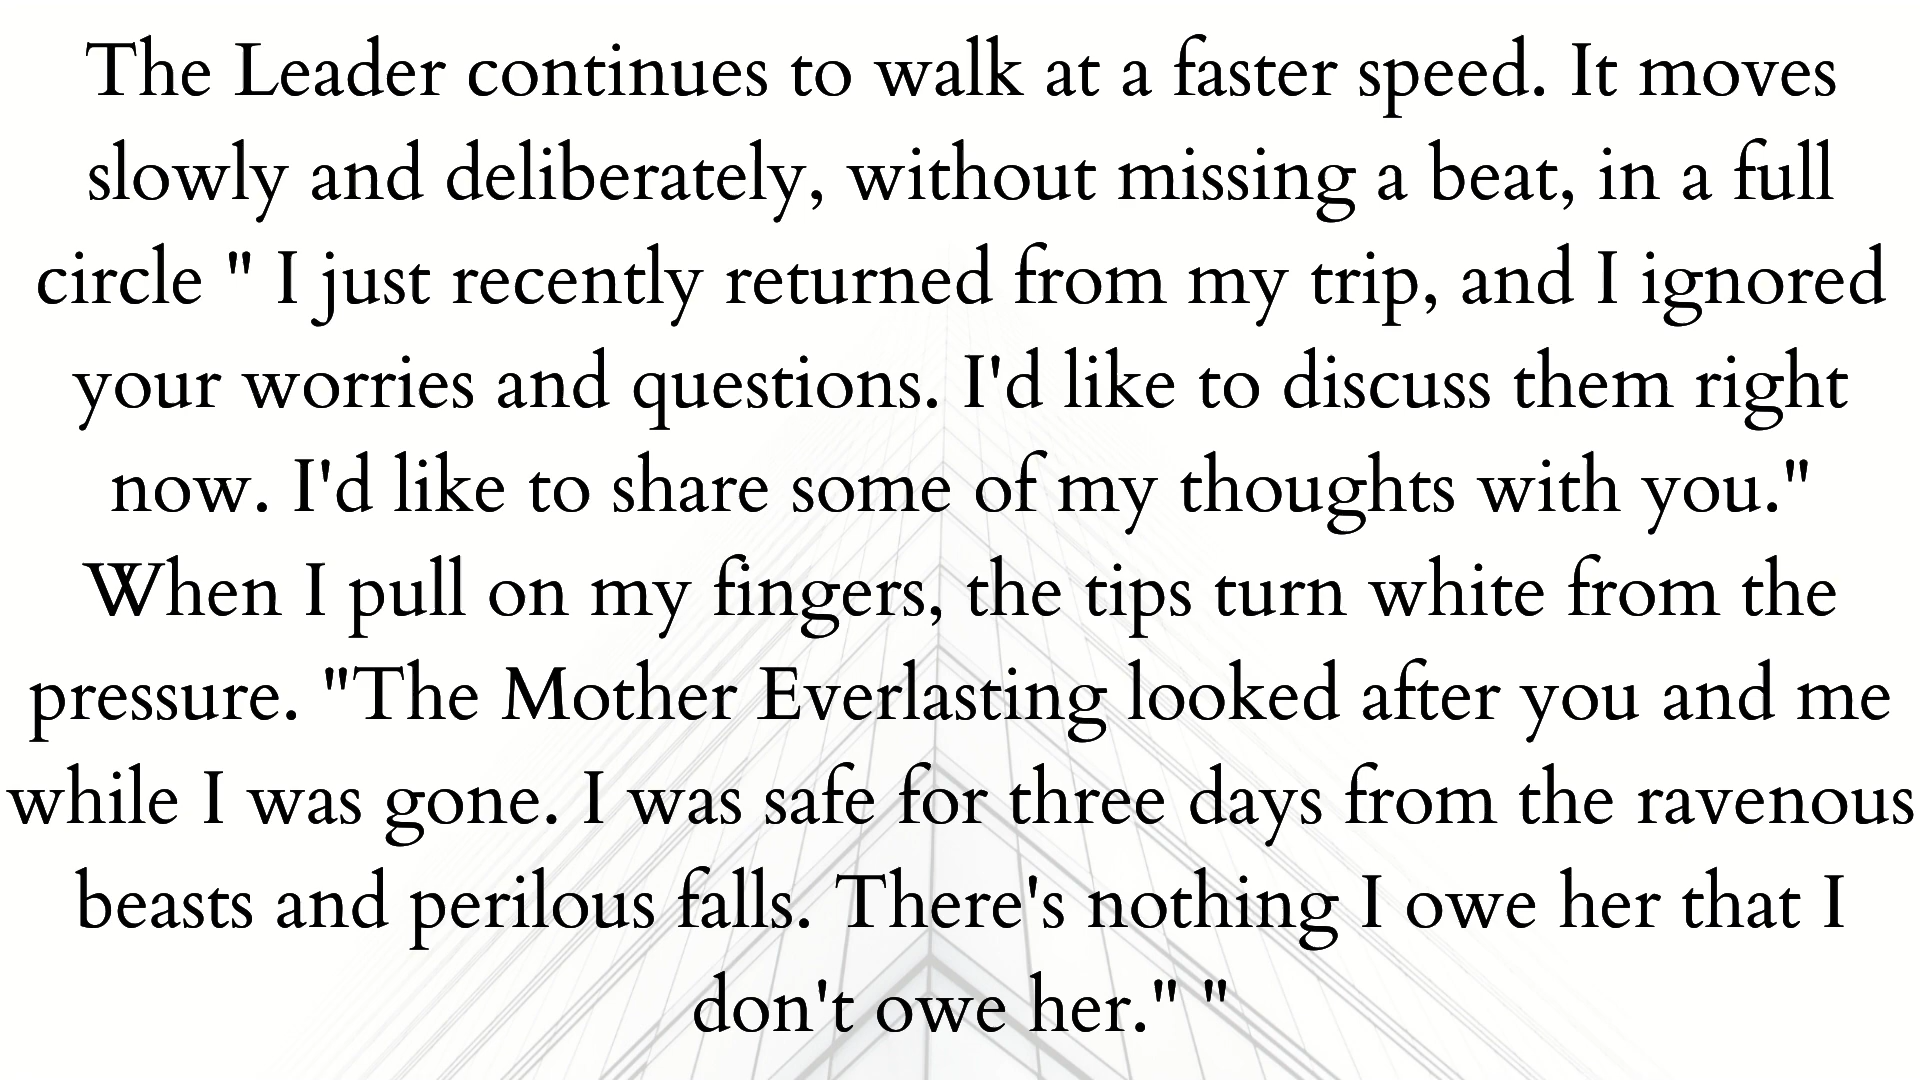 The Leader continues to walk at a faster speed. It moves
slowly and deliberately, without missing a beat, in a full
circle " I just recently returned from my trip, and I ignored
your worries and questions. I'd like to discuss them right
now. I'd like to share some of my thoughts with you."
When I pull on my fingers, the tips turn white from the
pressure. "The Mother Everlasting looked after you and me
while I was gone. I was safe for three days from the ravenous
beasts and perilous falls. There's nothing I owe her that I
don't owe her." "